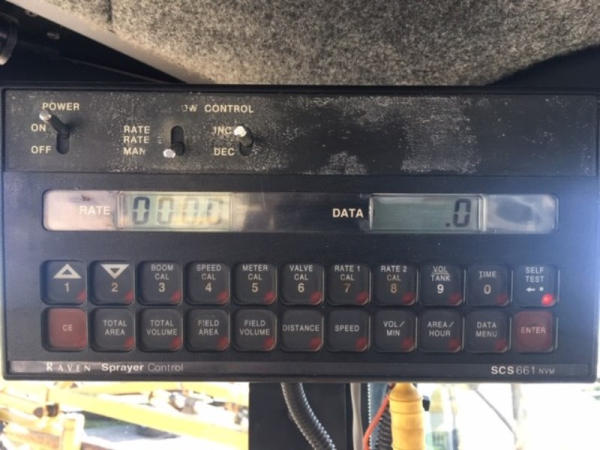 POWER
FLOW CONTROL
ON
RATE
RATE
INC
OFF
MAN
DEC
RATE 0000
DATA .0
BOOM CAL
SPEED CAL
METER CAL
VALVE CAL
RATE 1 CAL
RATE 2 CAL
VOL TANK
TIME
SELF TEST
1 2 3 4 5 6 7 8 9 0
CE
TOTAL AREA
TOTAL VOLUME
FIELD AREA
FIELD VOLUME
DISTANCE
SPEED
VOL/ MIN
AREA/ HOUR
DATA MENU
ENTER
RAVEN Sprayer Control
SCS 661 NVM